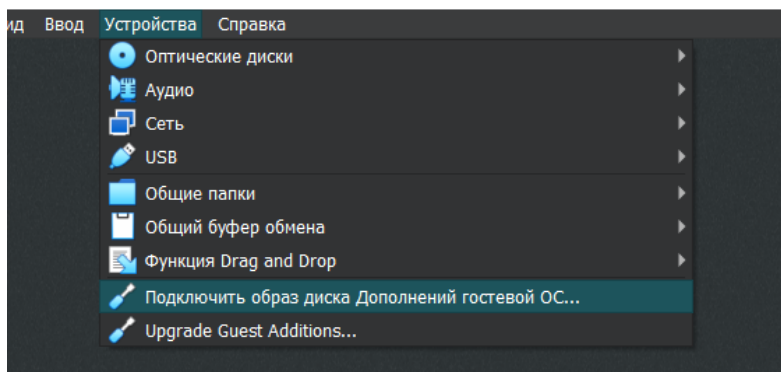 ид Ввод Устройства Справка
Оптические диски
Аудио
Сеть
USB
Общие папки
Общий буфер обмена
Функция Drag and Drop
Подключить образ диска Дополнений гостевой ОС...
Upgrade Guest Additions...